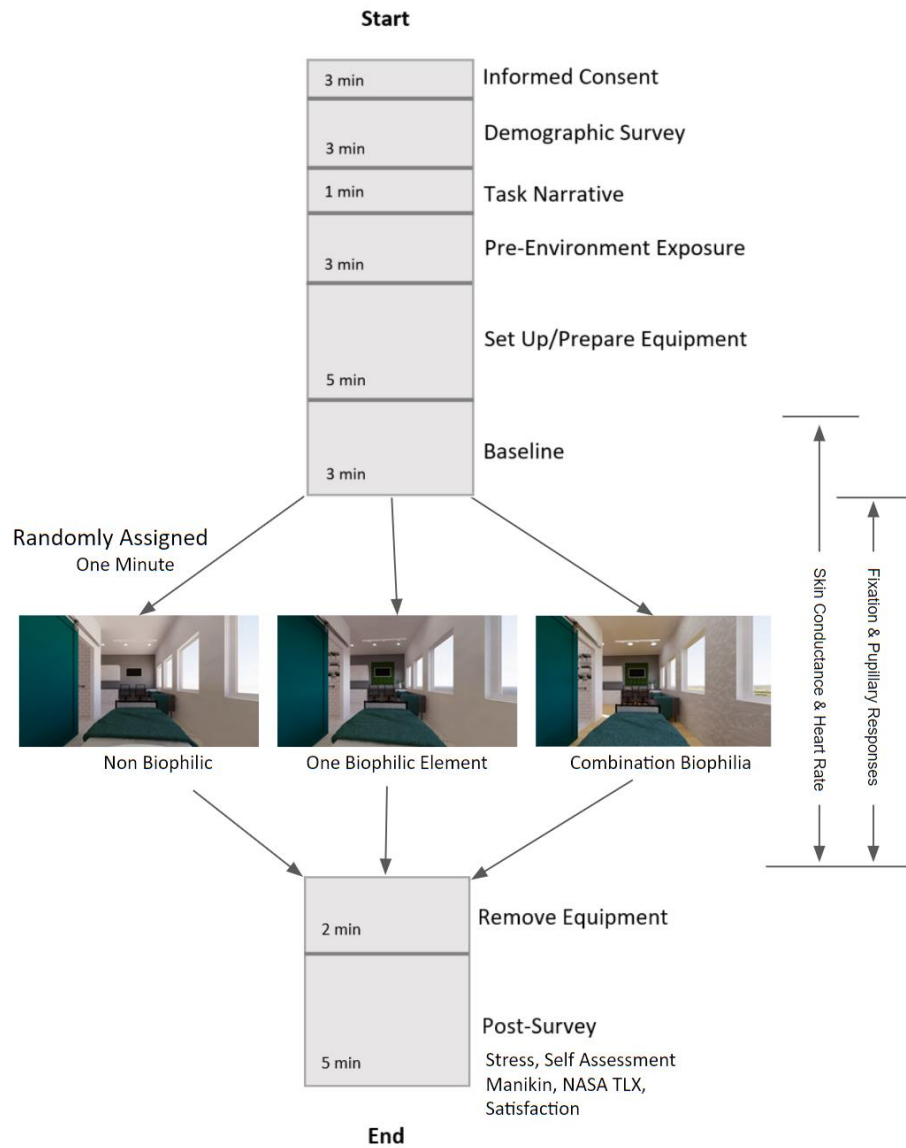 Start
3 min
Informed Consent
3 min
Demographic Survey
1 min
Task Narrative
3 min
Pre-Environment Exposure
5 min
Set Up/Prepare Equipment
3 min
Baseline
Randomly Assigned
One Minute
Skin Conductance & Heart Rate
Fixation & Pupillary Responses
Non Biophilic
One Biophilic Element
Combination Biophilia
2 min
Remove Equipment
5 min
Post-Survey
Stress, Self Assessment
Manikin, NASA TLX,
Satisfaction
End